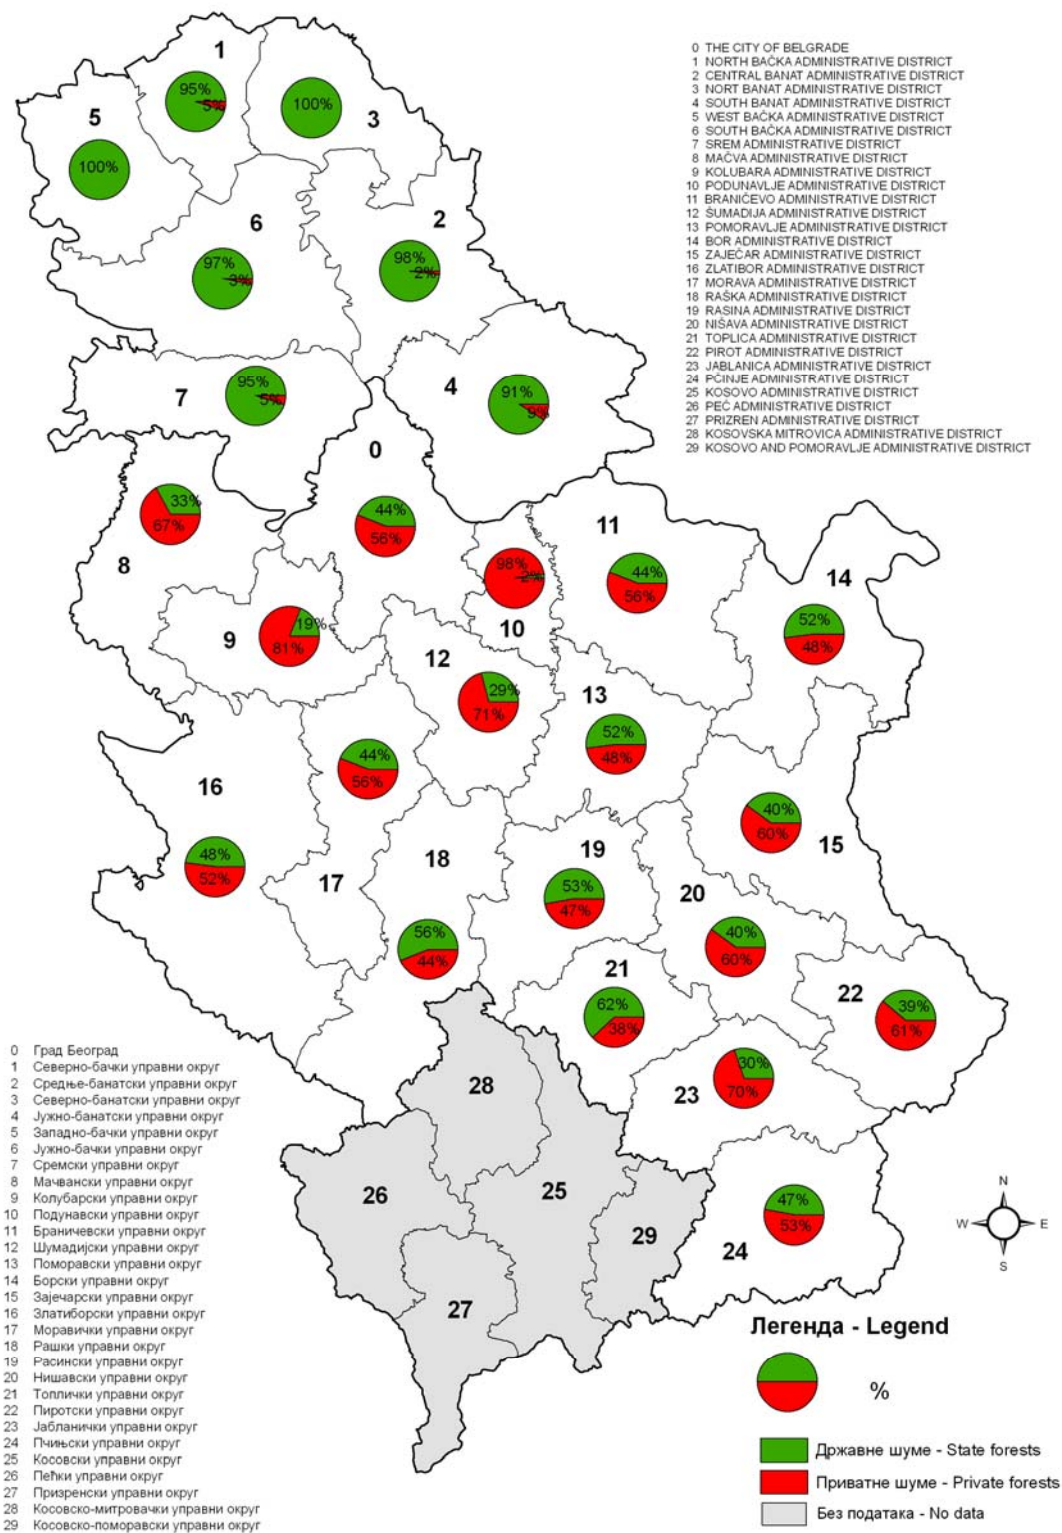 0 THE CITY OF BELGRADE
1 NORTH BAČKA ADMINISTRATIVE DISTRICT
2 CENTRAL BANAT ADMINISTRATIVE DISTRICT
3 NORT BANAT ADMINISTRATIVE DISTRICT
4 SOUTH BANAT ADMINISTRATIVE DISTRICT
5 WEST BAČKA ADMINISTRATIVE DISTRICT
6 SOUTH BAČKA ADMINISTRATIVE DISTRICT
7 SREM ADMINISTRATIVE DISTRICT
8 MAČVA ADMINISTRATIVE DISTRICT
9 KOLUBARA ADMINISTRATIVE DISTRICT
10 PODUNAVLJE ADMINISTRATIVE DISTRICT
11 BRANIČEVO ADMINISTRATIVE DISTRICT
12 ŠUMADIJA ADMINISTRATIVE DISTRICT
13 POMORAVLJE ADMINISTRATIVE DISTRICT
14 BOR ADMINISTRATIVE DISTRICT
15 ZAJEČAR ADMINISTRATIVE DISTRICT
16 ZLATIBOR ADMINISTRATIVE DISTRICT
17 MORAVA ADMINISTRATIVE DISTRICT
18 RAŠKA ADMINISTRATIVE DISTRICT
19 RASINA ADMINISTRATIVE DISTRICT
20 NIŠAVA ADMINISTRATIVE DISTRICT
21 TOPLICA ADMINISTRATIVE DISTRICT
22 PIROT ADMINISTRATIVE DISTRICT
23 JABLANICA ADMINISTRATIVE DISTRICT
24 PČINJE ADMINISTRATIVE DISTRICT
25 KOSOVO ADMINISTRATIVE DISTRICT
26 PEĆ ADMINISTRATIVE DISTRICT
27 PRIZREN ADMINISTRATIVE DISTRICT
28 KOSOVSKA MITROVICA ADMINISTRATIVE DISTRICT
29 KOSOVO AND POMORAVLJE ADMINISTRATIVE DISTRICT
1
95%
5%
3
100%
5
100%
6
97%
3%
2
98%
2%
7
95%
5%
4
91%
9%
0
44%
56%
8
33%
67%
9
19%
81%
10
98%
2%
11
44%
56%
14
52%
48%
12
29%
71%
13
52%
48%
16
48%
52%
17
44%
56%
18
56%
44%
19
53%
47%
15
40%
60%
20
40%
60%
21
62%
38%
22
39%
61%
23
30%
70%
24
47%
53%
28
26
25
29
27
0 Град Београд
1 Северно-бачки управни округ
2 Средње-банатски управни округ
3 Северно-банатски управни округ
4 Јужно-банатски управни округ
5 Западно-бачки управни округ
6 Јужно-бачки управни округ
7 Сремски управни округ
8 Мачвански управни округ
9 Колубарски управни округ
10 Подунавски управни округ
11 Браничевски управни округ
12 Шумадијски управни округ
13 Поморавски управни округ
14 Борски управни округ
15 Зајечарски управни округ
16 Златиборски управни округ
17 Моравички управни округ
18 Рашки управни округ
19 Расински управни округ
20 Нишавски управни округ
21 Топлички управни округ
22 Пиротски управни округ
23 Јабланички управни округ
24 Пчињски управни округ
25 Косовски управни округ
26 Пећки управни округ
27 Призренски управни округ
28 Косовско-митровачки управни округ
29 Косовско-поморавски управни округ
N
W E
S
Легенда - Legend
%
Државне шуме - State forests
Приватне шуме - Private forests
Без података - No data